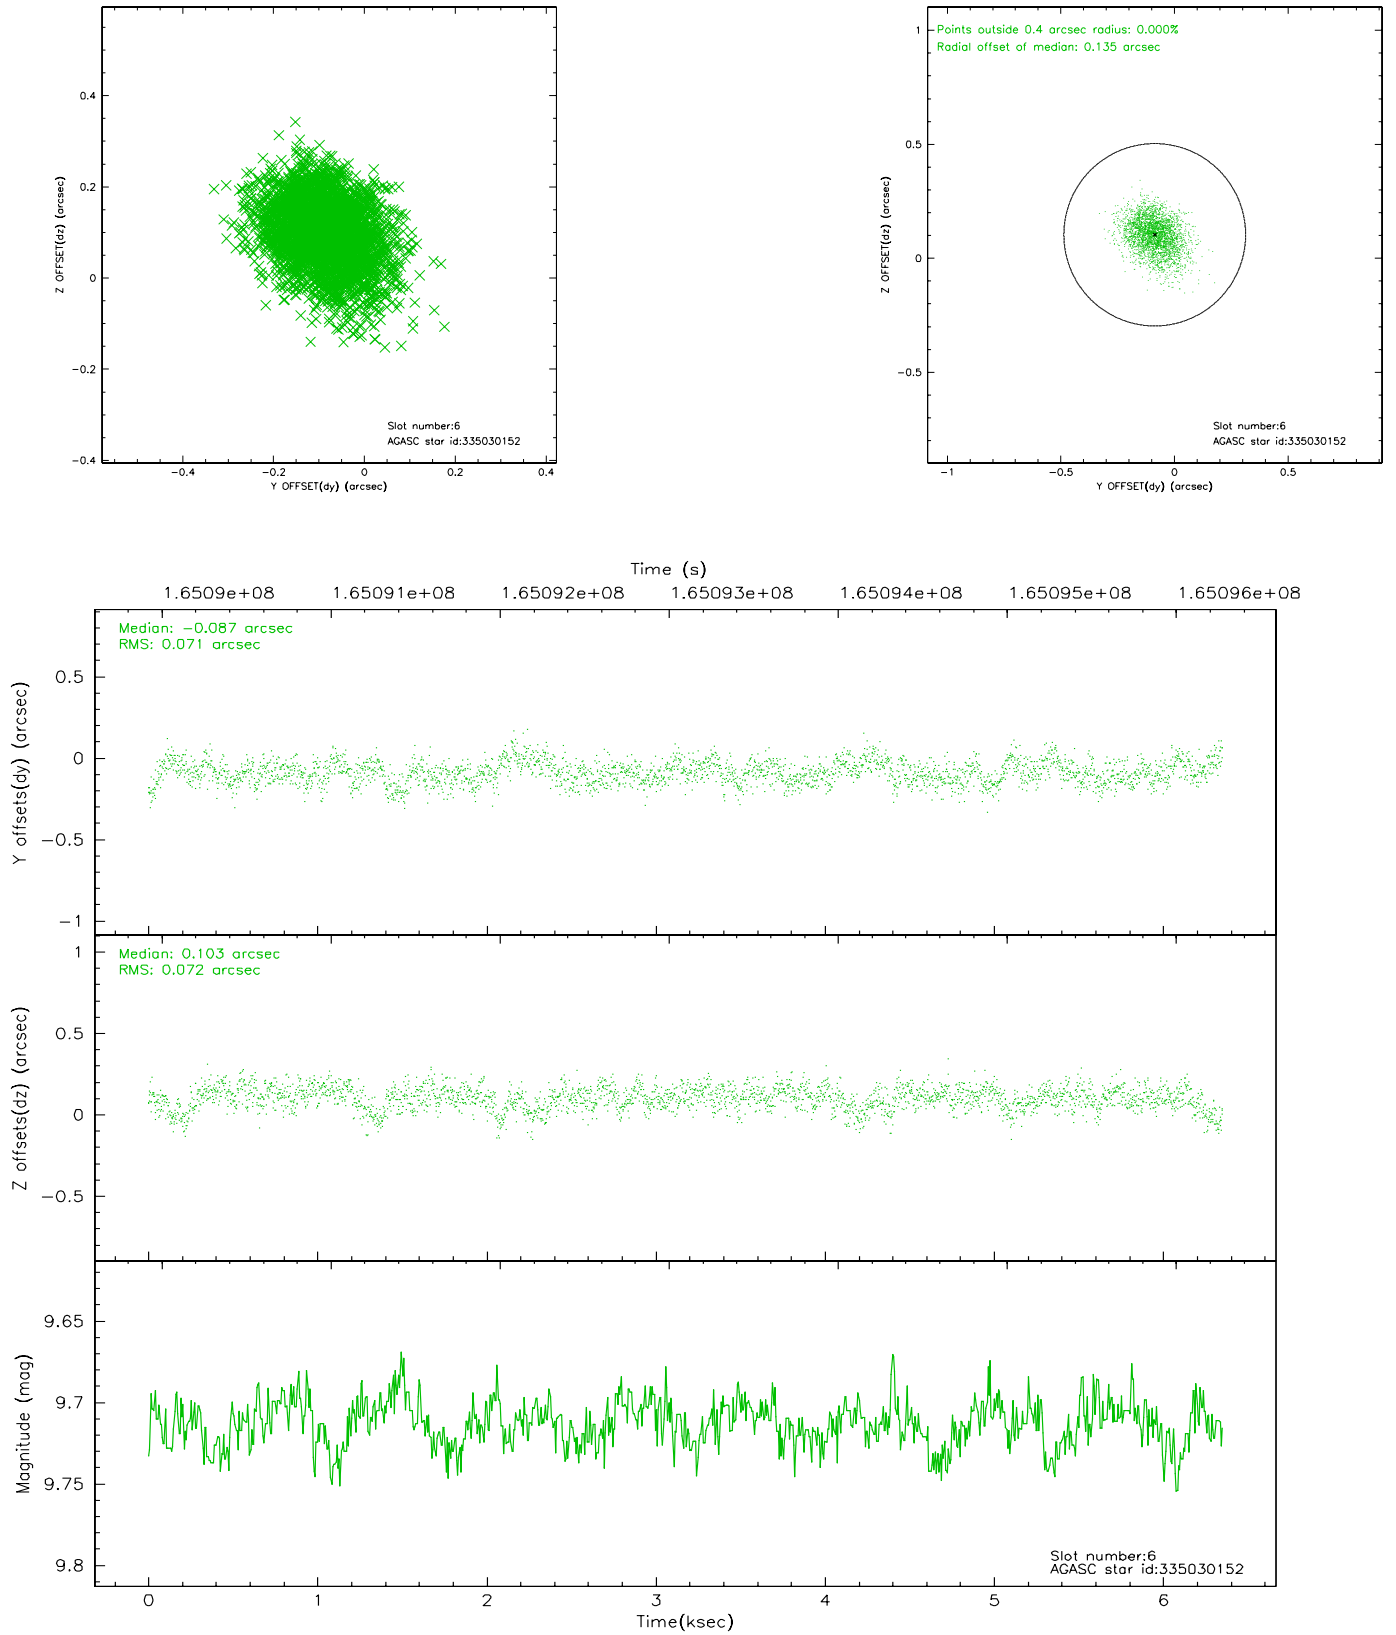 0.4
0.2
0
−0.2
−0.4
Z OFFSET(dz) (arcsec)
Slot number:6
AGASC star id:335030152
−0.4 −0.2 0 0.2 0.4
Y OFFSET(dy) (arcsec)
Points outside 0.4 arcsec radius: 0.000%
Radial offset of median: 0.135 arcsec
1
0.5
0
−0.5
Z OFFSET(dz) (arcsec)
Slot number:6
AGASC star id:335030152
−1 −0.5 0 0.5
Y OFFSET(dy) (arcsec)
Time (s)
1.6509e+08 1.65091e+08 1.65092e+08 1.65093e+08 1.65094e+08 1.65095e+08 1.65096e+08
Median: −0.087 arcsec
RMS: 0.071 arcsec
0.5
0
−0.5
−1
Y offsets(dy) (arcsec)
Median: 0.103 arcsec
RMS: 0.072 arcsec
1
0.5
0
−0.5
Z offsets(dz) (arcsec)
9.65
9.7
9.75
9.8
Magnitude (mag)
Slot number:6
AGASC star id:335030152
0 1 2 3 4 5 6
Time(ksec)